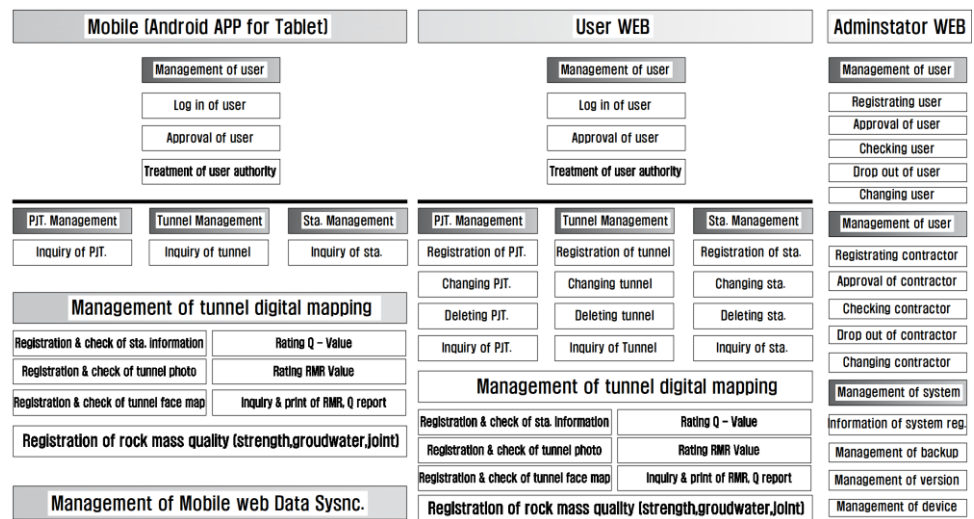 Mobile (Android APP for Tablet)
Management of user
Log in of user
Approval of user
Treatment of user authority
PJT. Management
Tunnel Management
Sta. Management
Inquiry of PJT.
Inquiry of tunnel
Inquiry of sta.
Management of tunnel digital mapping
Registration & check of sta. information
Rating Q - Value
Registration & check of tunnel photo
Rating RMR Value
Registration & check of tunnel face map
Inquiry & print of RMR, Q report
Registration of rock mass quality (strength,groudwater,joint)
Management of Mobile web Data Sysnc.
User WEB
Management of user
Log in of user
Approval of user
Treatment of user authority
PJT. Management
Tunnel Management
Sta. Management
Registration of PJT.
Registration of tunnel
Registration of sta.
Changing PJT.
Changing tunnel
Changing sta.
Deleting PJT.
Deleting tunnel
Deleting sta.
Inquiry of PJT.
Inquiry of Tunnel
Inquiry of sta.
Management of tunnel digital mapping
Registration & check of sta. information
Rating Q - Value
Registration & check of tunnel photo
Rating RMR Value
Registration & check of tunnel face map
Inquiry & print of RMR, Q report
Registration of rock mass quality (strength,groudwater,joint)
Adminstator WEB
Management of user
Registrating user
Approval of user
Checking user
Drop out of user
Changing user
Management of user
Registrating contractor
Approval of contractor
Checking contractor
Drop out of contractor
Changing contractor
Management of system
Information of system reg.
Management of backup
Management of version
Management of device